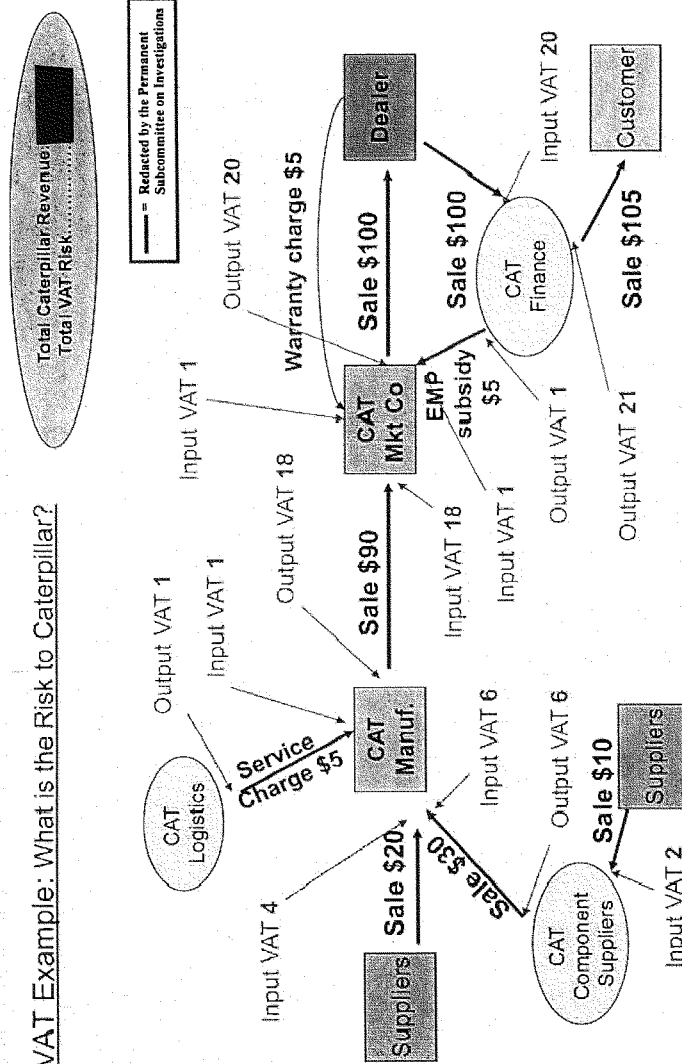 VAT Example: What is the Risk to Caterpillar?
Total Caterpillar Revenue:
Total VAT Risk
= Redacted by the Permanent
Subcommittee on Investigations
CAT
Logistics
Output VAT 1
Input VAT 1
Service
Charge $5
Output VAT 18
Input VAT 4
Suppliers
Sale $20
CAT
Manuf.
Sale $90
Input VAT 6
Output VAT 6
Sale $30
CAT
Component
Suppliers
Sale $10
Suppliers
Input VAT 2
Input VAT 1
Output VAT 20
Warranty charge $5
CAT
Mkt Co
Sale $100
Dealer
Input VAT 18
Input VAT 1
EMP
subsidy
$5
Output VAT 1
Sale $100
CAT
Finance
Input VAT 20
Output VAT 21
Sale $105
Customer